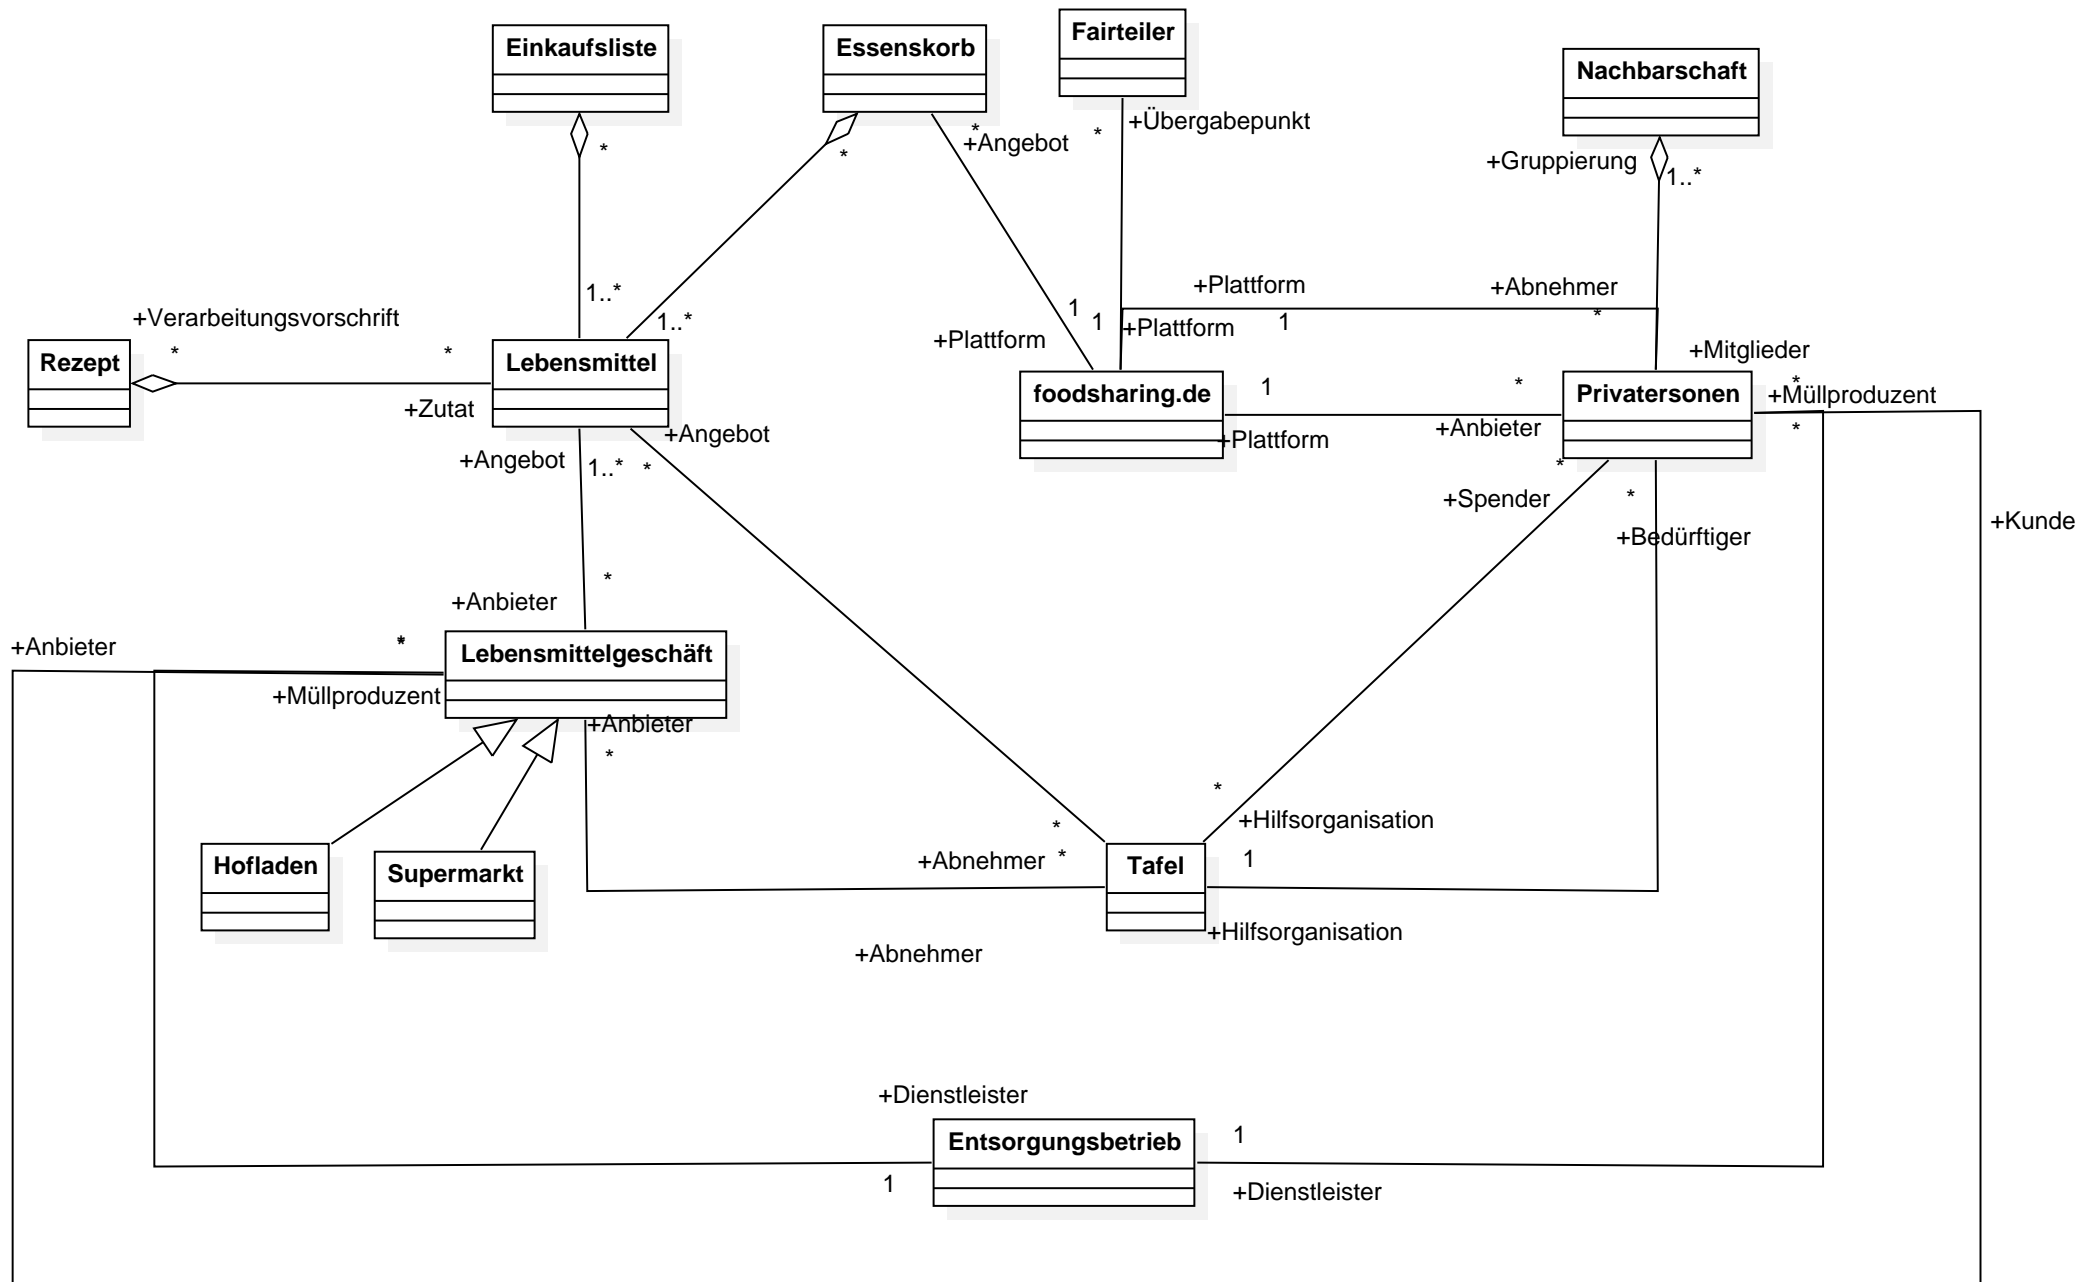 Fairteiler
Einkaufsliste
Essenskorb
Nachbarschaft
+Übergabepunkt
*
*
+Angebot
*
*
+Gruppierung
1..*
+Plattform
+Abnehmer
1..*
1
+Verarbeitungsvorschrift
1..*
1
+Plattform
1
*
+Plattform
*
*
+Mitglieder
Rezept
Lebensmittel
foodsharing.de
1
*
Privatersonen
*
+Müllproduzent
+Zutat
+Angebot
+Plattform
+Anbieter
*
+Angebot
1..*
*
*
+Spender
*
+Kunde
+Bedürftiger
*
+Anbieter
+Anbieter
*
*
Lebensmittelgeschäft
+Müllproduzent
+Anbieter
*
*
+Hilfsorganisation
*
+Abnehmer
*
1
Hofladen
Supermarkt
Tafel
+Hilfsorganisation
+Abnehmer
+Dienstleister
Entsorgungsbetrieb
1
1
+Dienstleister